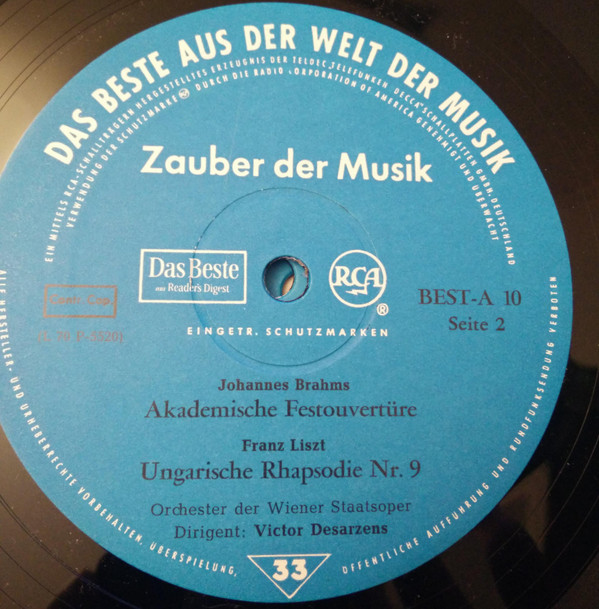 DAS BESTE AUS DER WELT DER MUSIK
EIN MITTELS RCA-SCHALLERREGERN HERGESTELLTES ERZEUGNIS DER TELDEC „TELEFUNKEN DECCA“ SCHALLPLATTEN GMBH, DEUTSCHLAND
VERWENDUNG DER SCHUTZMARKE RCA DURCH DIE RADIO CORPORATION OF AMERICA GENEHMIGT UND ÜBERWACHT
Zauber der Musik
Das Beste
aus Reader's Digest
RCA
®
EINGETR. SCHUTZMARKEN
BEST-A 10
Seite 2
Johannes Brahms
Akademische Festouvertüre
Franz Liszt
Ungarische Rhapsodie Nr. 9
Orchester der Wiener Staatsoper
Dirigent: Victor Desarzens
ALLE HERSTELLER- UND URHEBERRECHTE VORBEHALTEN, ÜBERSPIELUNG,
33
ÖFFENTLICHE AUFFÜHRUNG UND RUNDFUNKSENDUNG VERBOTEN